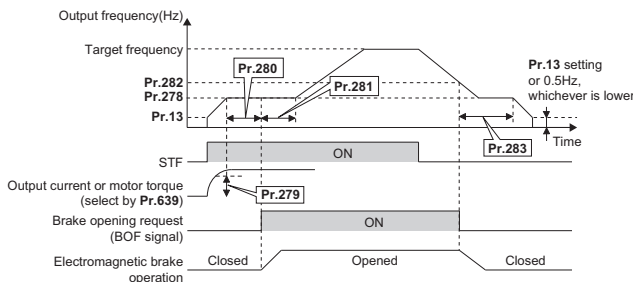 Output frequency(Hz)
Target frequency
Pr.280
Pr.282
Pr.281
Pr.278
Pr.13
Pr.13 setting
or 0.5Hz,
whichever is lower
Time
Pr.283
STF
ON
Output current or motor torque
(select by Pr.639)
Pr.279
Brake opening request
(BOF signal)
ON
Electromagnetic brake
operation
Closed
Opened
Closed